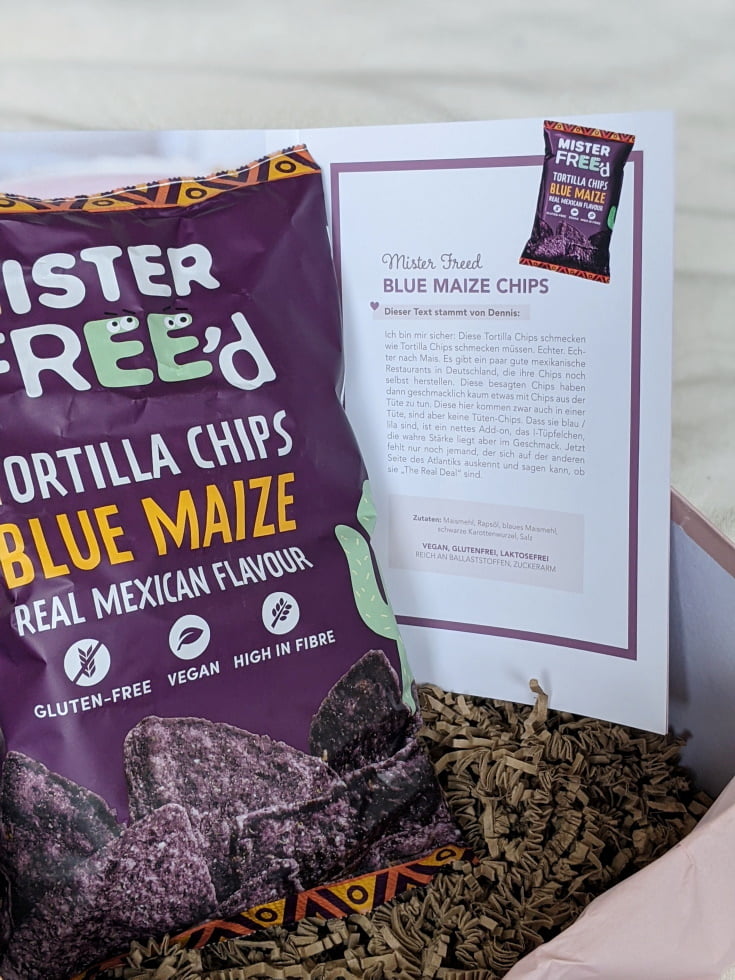 MISTER
FREE'd
TORTILLA CHIPS
BLUE MAIZE
REAL MEXICAN FLAVOUR
GLUTEN-FREE
VEGAN
HIGH IN FIBRE
MISTER
FREE'd
TORTILLA CHIPS
BLUE MAIZE
REAL MEXICAN FLAVOUR
Mister Freed
BLUE MAIZE CHIPS
Dieser Text stammt von Dennis:
Ich bin mir sicher: Diese Tortilla Chips schmecken
wie Tortilla Chips schmecken müssen. Echter. Ech-
ter nach Mais. Es gibt ein paar gute mexikanische
Restaurants in Deutschland, die ihre Chips noch
selbst herstellen. Diese besagten Chips haben
dann geschmacklich kaum etwas mit Chips aus der
Tüte zu tun. Diese hier kommen zwar auch in einer
Tüte, sind aber keine Tüten-Chips. Dass sie blau /
lila sind, ist ein nettes Add-on, das I-Tüpfelchen,
die wahre Stärke liegt aber im Geschmack. Jetzt
fehlt nur noch jemand, der sich auf der anderen
Seite des Atlantiks auskennt und sagen kann, ob
sie „The Real Deal" sind.
Zutaten: Maismehl, Rapsöl, blaues Maismehl,
schwarze Karottenwurzel, Salz
VEGAN, GLUTENFREI, LAKTOSEFREI
REICH AN BALLASTSTOFFEN, ZUCKERARM